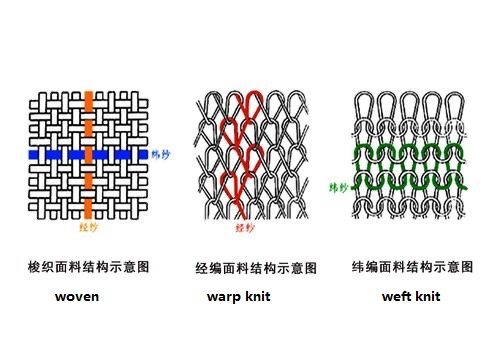 纬纱
经纱
经纱
纬纱
梭织面料结构示意图
经编面料结构示意图
纬编面料结构示意图
woven
warp knit
weft knit